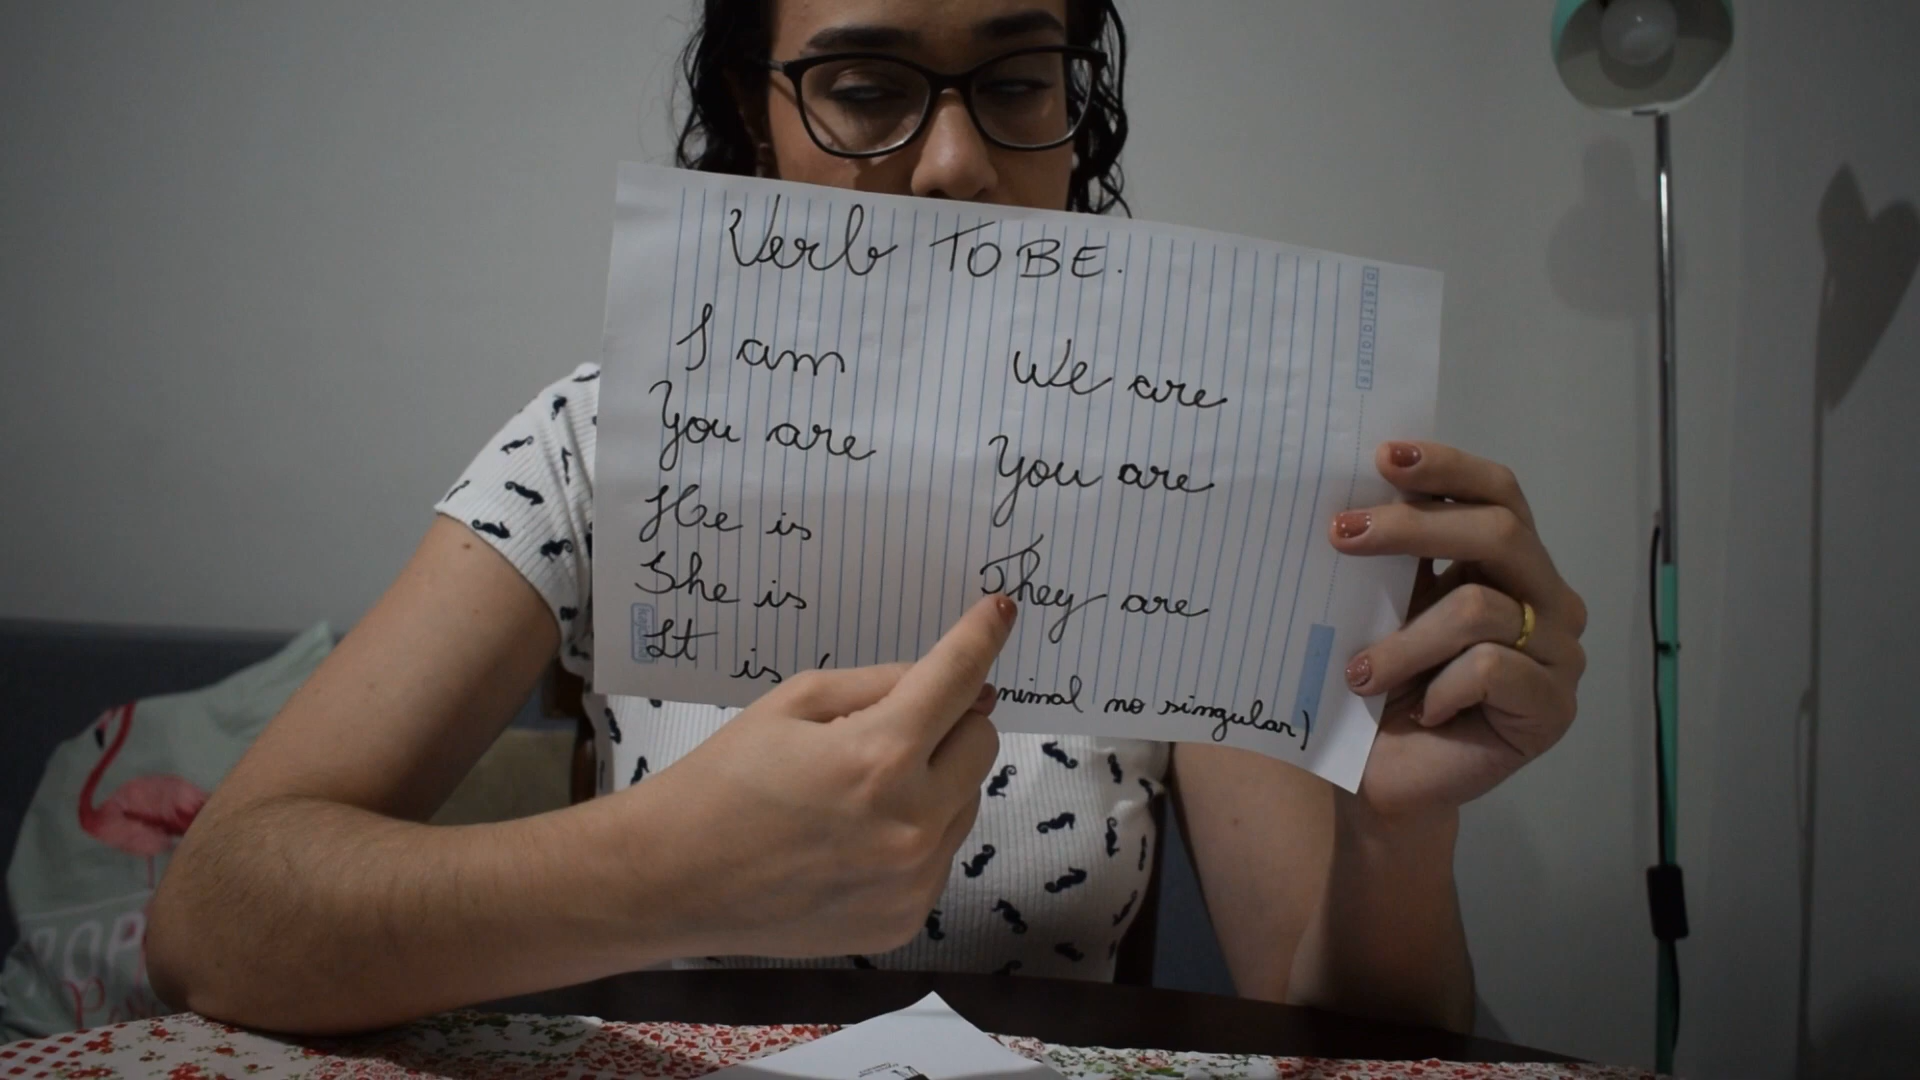 Verb TO BE.
I am
You are
He is
She is
It is (
We are
You are
They are
no singular)